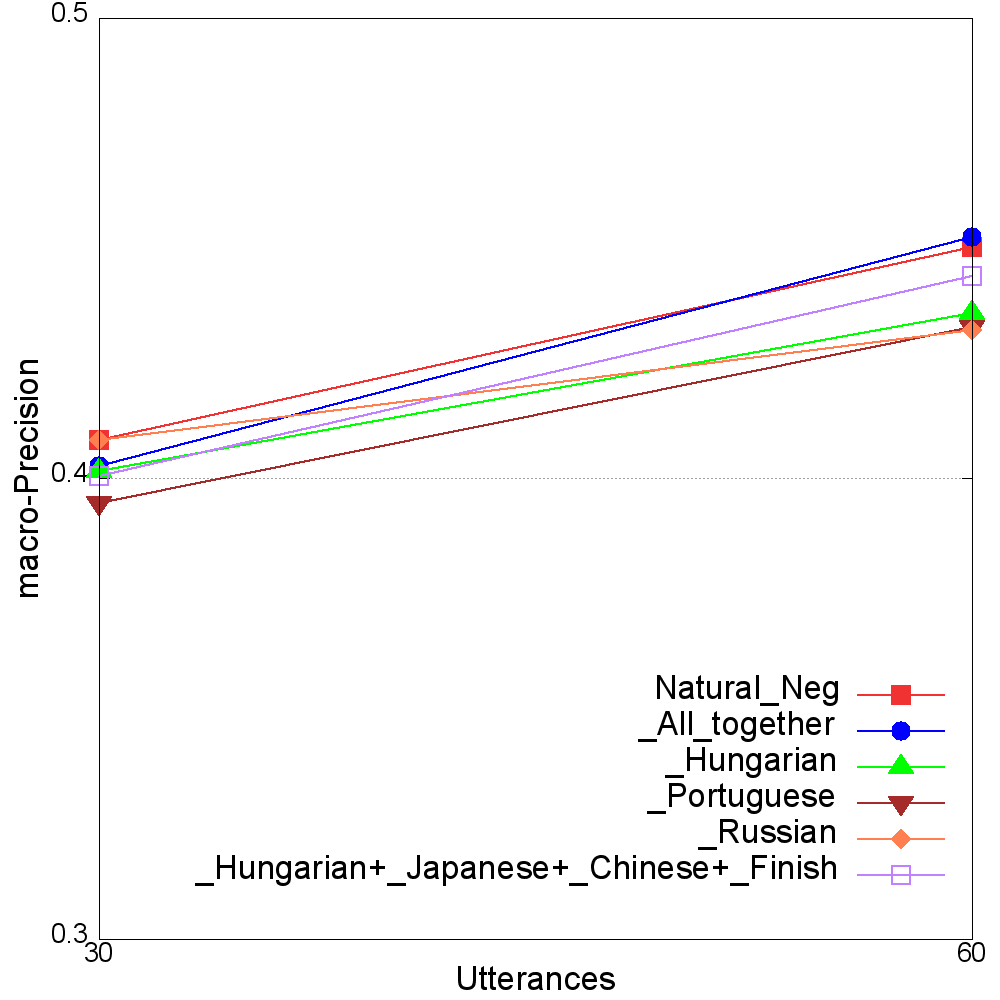 0.5
0.4
0.3
macro-Precision
Natural_Neg
_All_together
_Hungarian
_Portuguese
_Russian
_Hungarian+_Japanese+_Chinese+_Finish
30
60
Utterances